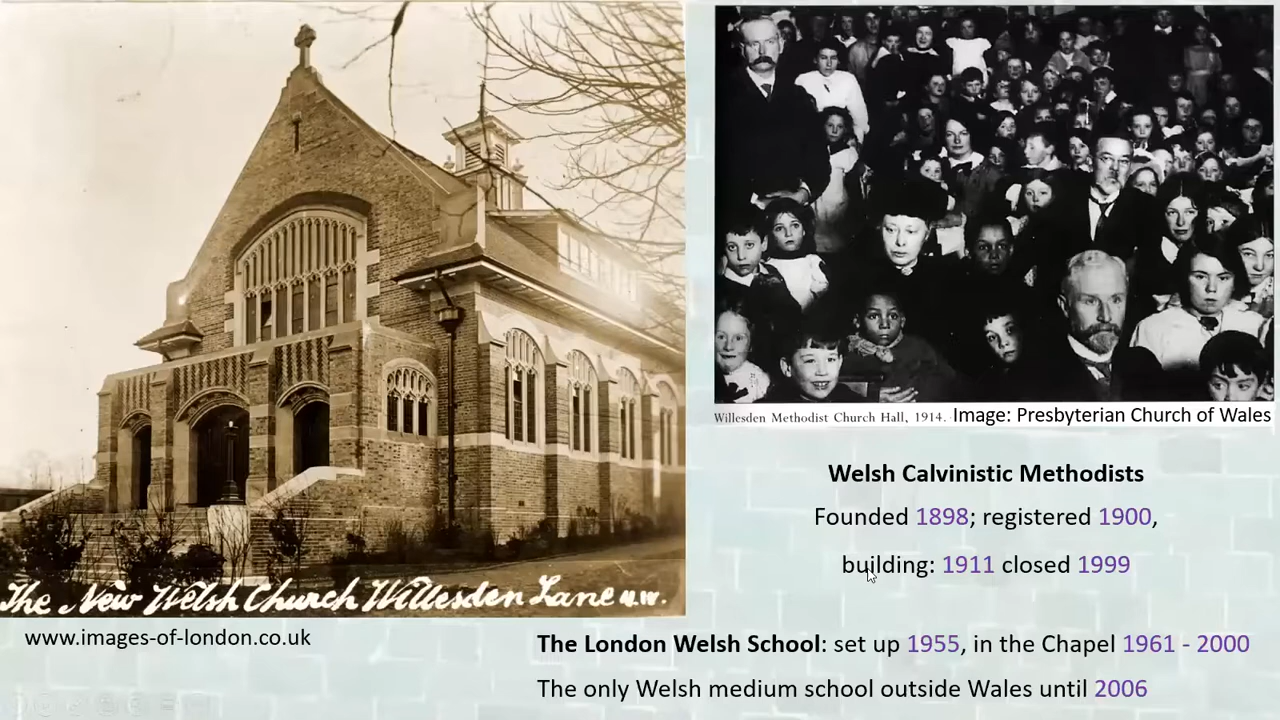 The New Welsh Church Willesden Lane N.W.
www.images-of-london.co.uk
Willesden Methodist Church Hall, 1914. Image: Presbyterian Church of Wales
Welsh Calvinistic Methodists
Founded 1898; registered 1900,
building: 1911 closed 1999
The London Welsh School: set up 1955, in the Chapel 1961 - 2000
The only Welsh medium school outside Wales until 2006